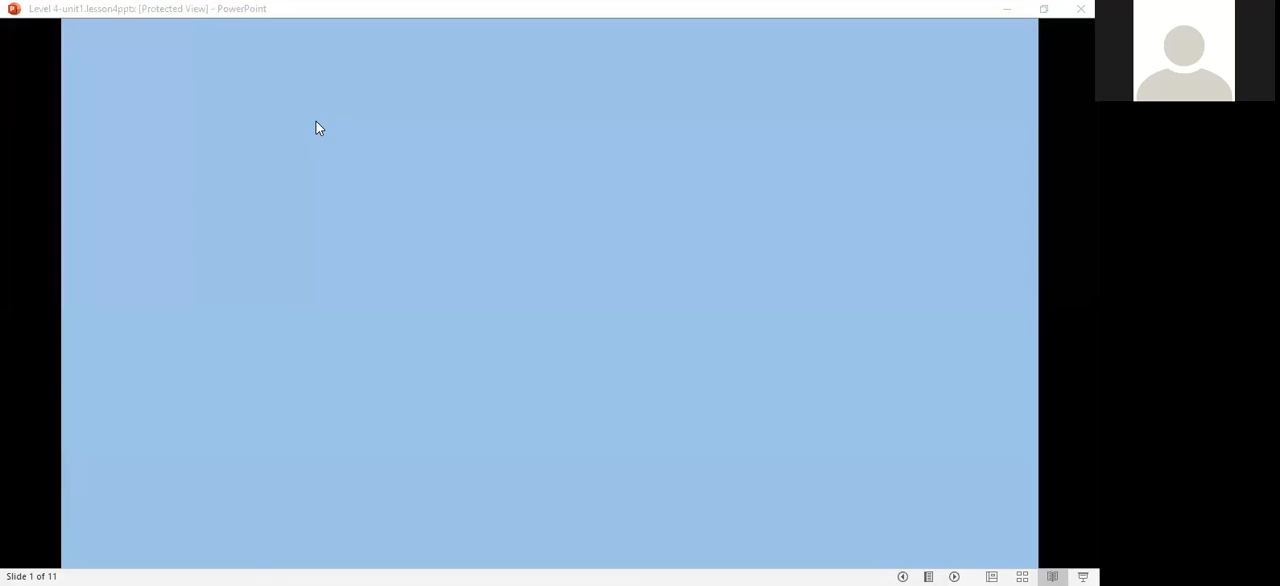 Level 4-unit1.lesson4pptx [Protected View] - PowerPoint
Slide 1 of 11